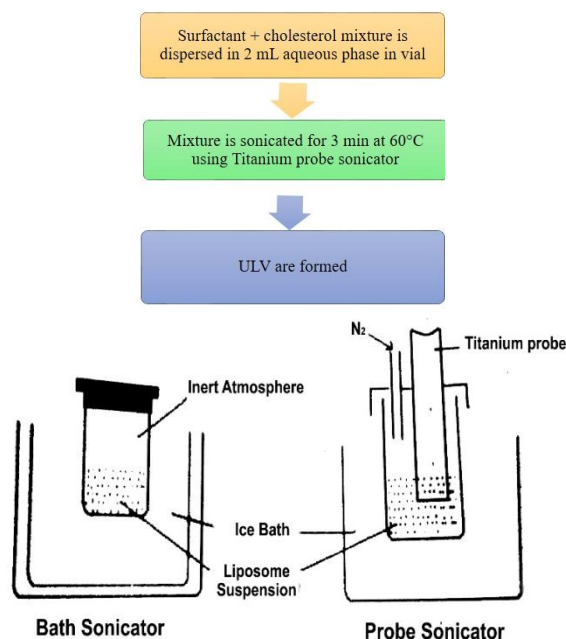 Surfactant + cholesterol mixture is
dispersed in 2 mL aqueous phase in vial
Mixture is sonicated for 3 min at 60°C
using Titanium probe sonicator
ULV are formed
N₂
Titanium probe
Inert Atmosphere
Ice Bath
Liposome
Suspension
Bath Sonicator
Probe Sonicator